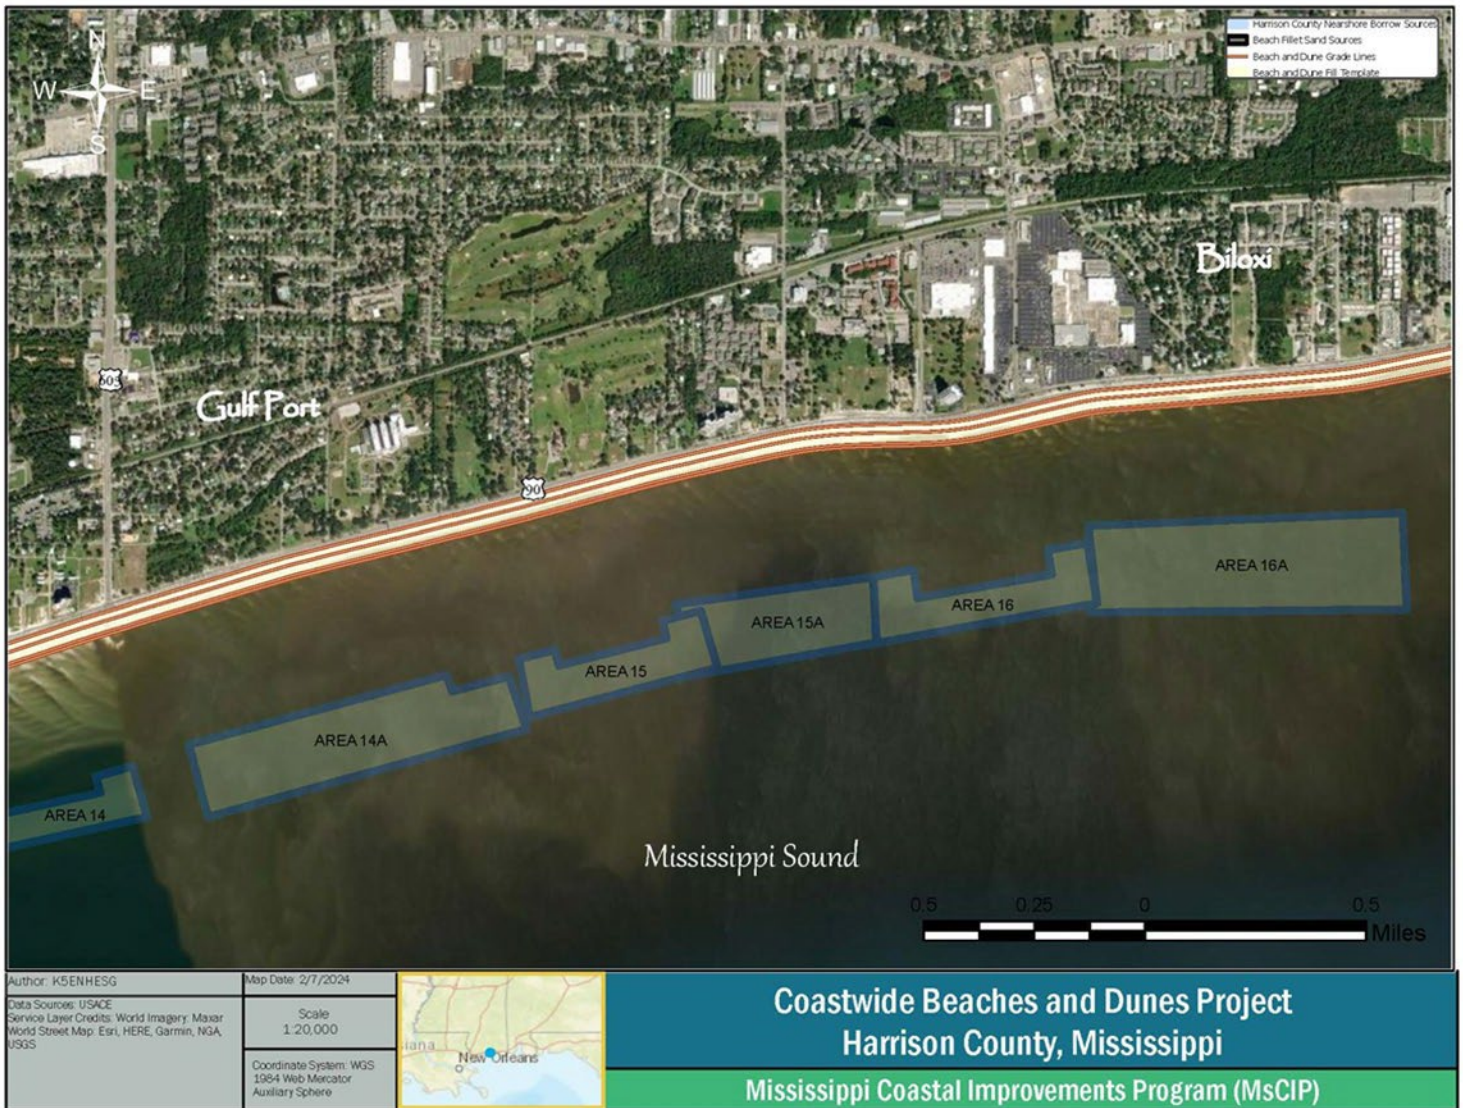 N
W E
S
Harrison County Nearshore Borrow Sources
Beach Fillet Sand Sources
Beach and Dune Grade Lines
Beach and Dune Fill Template
Biloxi
Gulf Port
90
AREA 16A
AREA 16
AREA 15A
AREA 15
AREA 14A
AREA 14
Mississippi Sound
0.5 0.25 0 0.5
Miles
Author: K5ENHESG
Data Sources: USACE
Service Layer Credits: World Imagery: Maxar
World Street Map: Esri, HERE, Garmin, NGA,
USGS
Map Date: 2/7/2024
Scale
1:20,000
Coordinate System: WGS
1984 Web Mercator
Auxiliary Sphere
iana
New Orleans
Coastwide Beaches and Dunes Project
Harrison County, Mississippi
Mississippi Coastal Improvements Program (MsCIP)